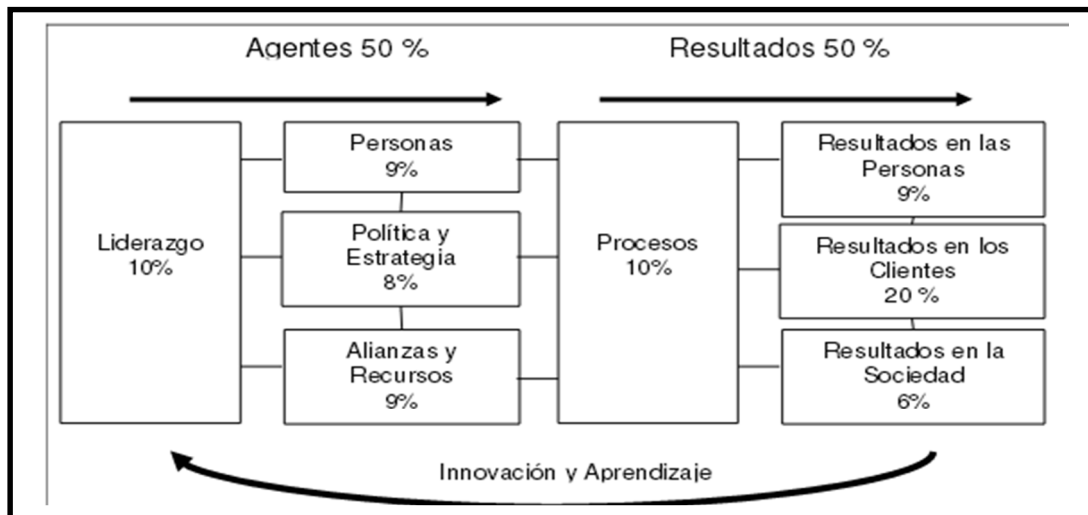 Agentes 50 %
Resultados 50 %
Liderazgo
10%
Personas
9%
Política y
Estrategia
8%
Alianzas y
Recursos
9%
Procesos
10%
Resultados en las
Personas
9%
Resultados en los
Clientes
20 %
Resultados en la
Sociedad
6%
Innovación y Aprendizaje